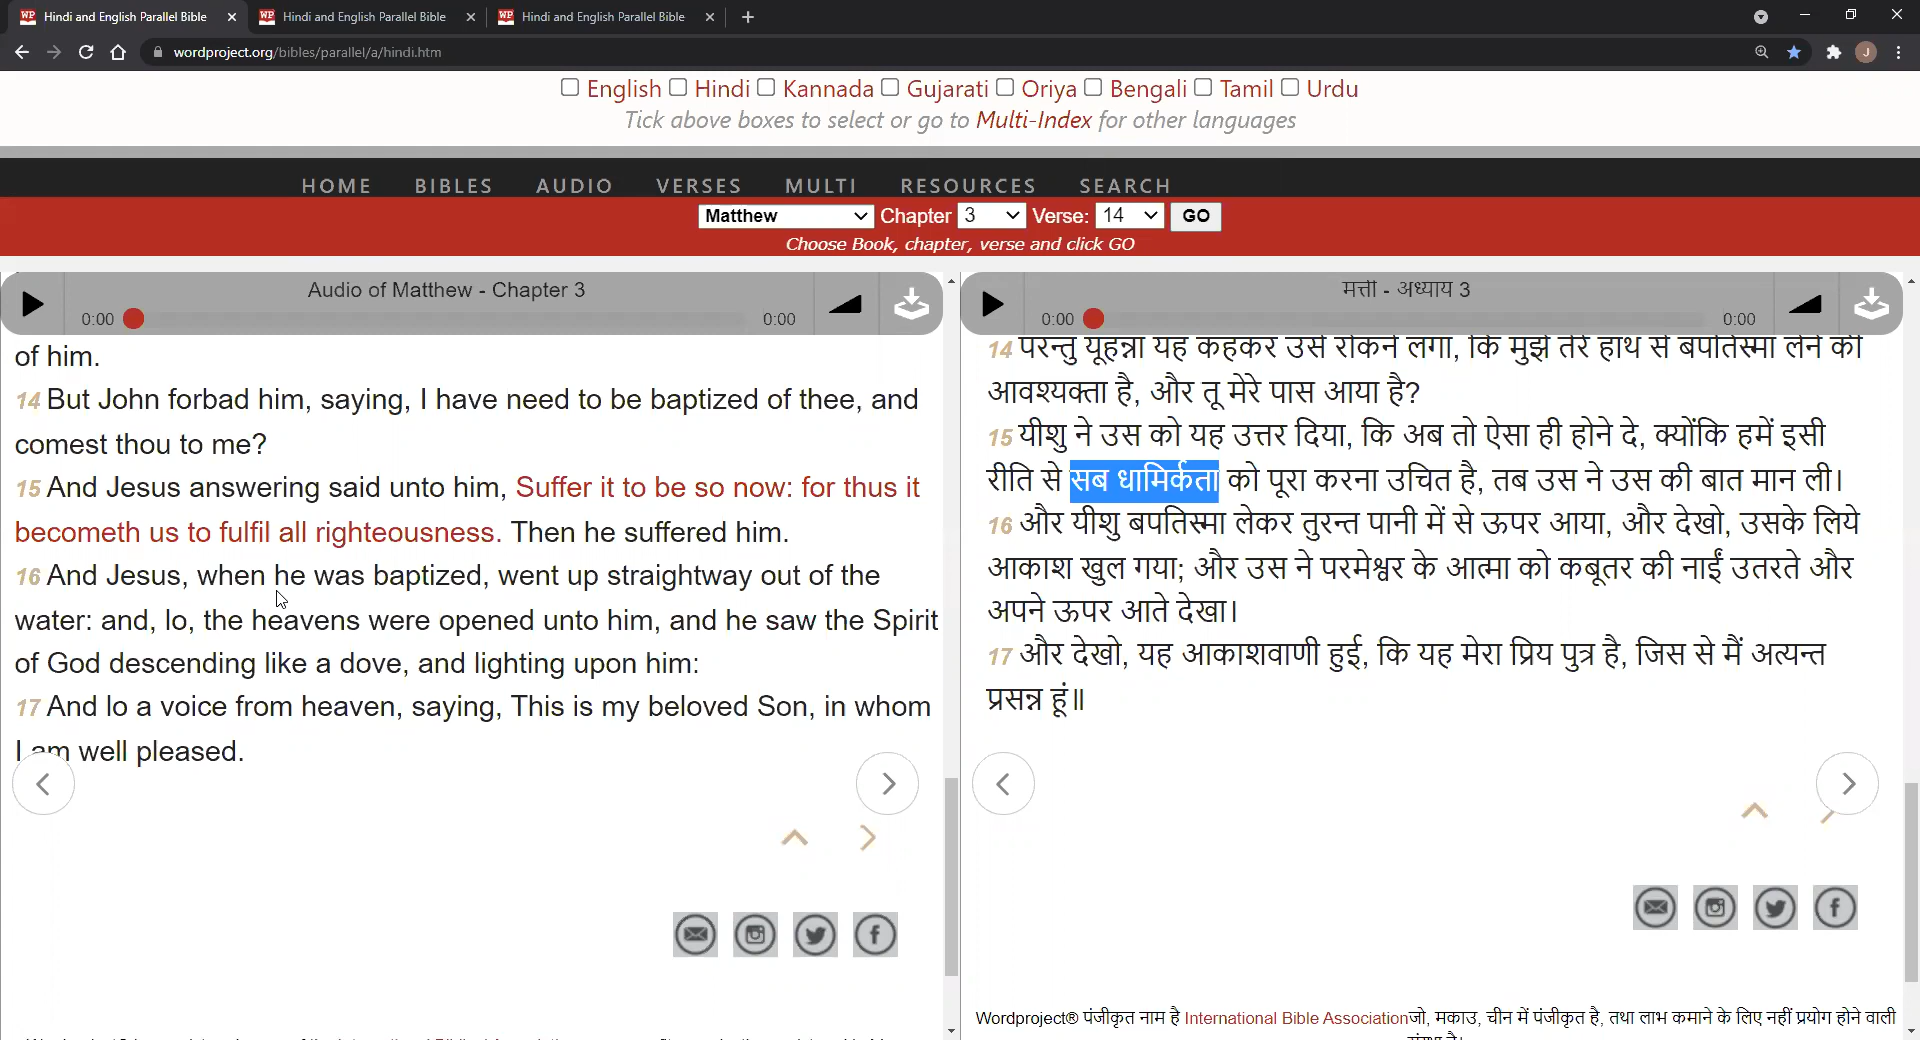 Hindi and English Parallel Bible
Hindi and English Parallel Bible
Hindi and English Parallel Bible
wordproject.org/bibles/parallel/a/hindi.htm
J
English Hindi Kannada Gujarati Oriya Bengali Tamil Urdu
Tick above boxes to select or go to Multi-Index for other languages
HOME BIBLES AUDIO VERSES MULTI RESOURCES SEARCH
Matthew Chapter 3 Verse: 14 GO
Choose Book, chapter, verse and click GO
Audio of Matthew - Chapter 3
0:00 0:00
of him.
14 But John forbad him, saying, I have need to be baptized of thee, and
comest thou to me?
15 And Jesus answering said unto him, Suffer it to be so now: for thus it
becometh us to fulfil all righteousness. Then he suffered him.
16 And Jesus, when he was baptized, went up straightway out of the
water: and, lo, the heavens were opened unto him, and he saw the Spirit
of God descending like a dove, and lighting upon him:
17 And lo a voice from heaven, saying, This is my beloved Son, in whom
I am well pleased.
मत्ती - अध्याय 3
0:00 0:00
14 परन्तु यूहन्ना यह कहकर उसे रोकने लगा, कि मुझे तेरे हाथ से बपतिस्मा लेने की
आवश्यक्ता है, और तू मेरे पास आया है?
15 यीशु ने उस को यह उत्तर दिया, कि अब तो ऐसा ही होने दे, क्योंकि हमें इसी
रीति से सब धामिर्कता को पूरा करना उचित है, तब उस ने उस की बात मान ली।
16 और यीशु बपतिस्मा लेकर तुरन्त पानी में से ऊपर आया, और देखो, उसके लिये
आकाश खुल गया; और उस ने परमेश्वर के आत्मा को कबूतर की नाईं उतरते और
अपने ऊपर आते देखा।
17 और देखो, यह आकाशवाणी हुई, कि यह मेरा प्रिय पुत्र है, जिस से मैं अत्यन्त
प्रसन्न हूं॥
Wordproject® पंजीकृत नाम है International Bible Associationजो, मकाउ, चीन में पंजीकृत है, तथा लाभ कमाने के लिए नहीं प्रयोग होने वाली